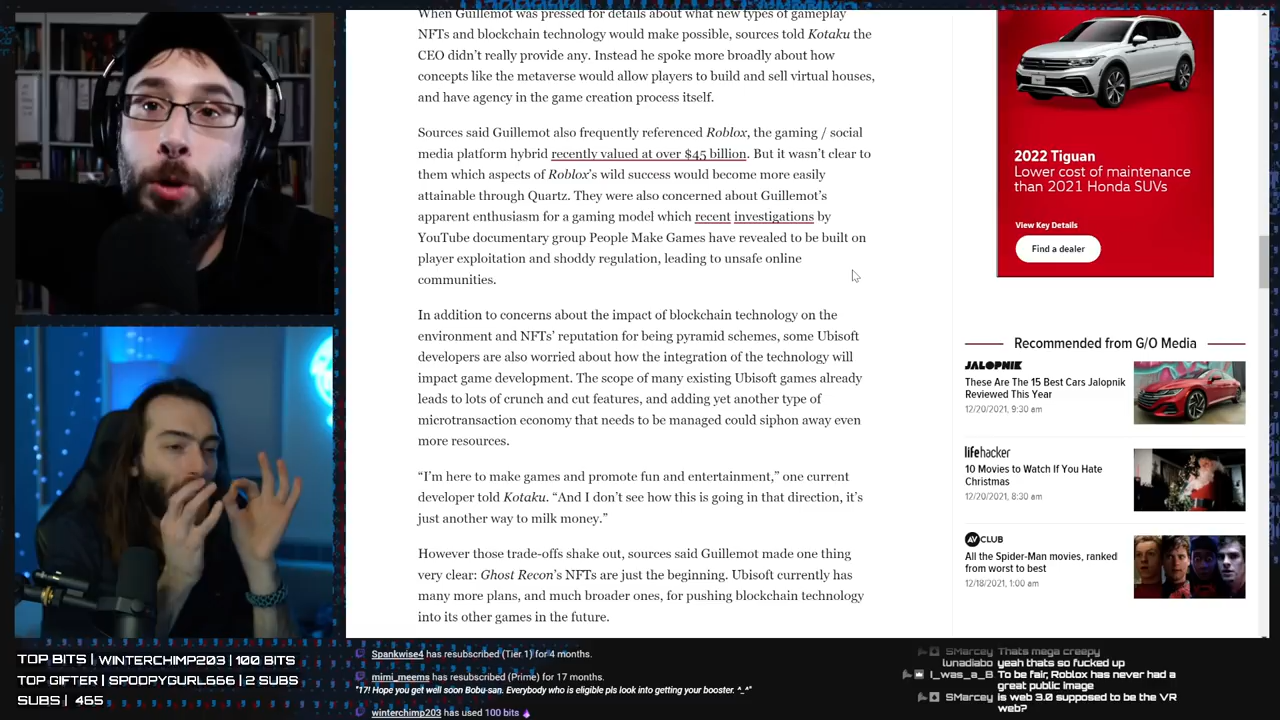 When Guillemot was pressed for details about what new types of gameplay
NFTs and blockchain technology would make possible, sources told Kotaku the
CEO didn't really provide any. Instead he spoke more broadly about how
concepts like the metaverse would allow players to build and sell virtual houses,
and have agency in the game creation process itself.
Sources said Guillemot also frequently referenced Roblox, the gaming / social
media platform hybrid recently valued at over $45 billion. But it wasn't clear to
them which aspects of Roblox's wild success would become more easily
attainable through Quartz. They were also concerned about Guillemot's
apparent enthusiasm for a gaming model which recent investigations by
YouTube documentary group People Make Games have revealed to be built on
player exploitation and shoddy regulation, leading to unsafe online
communities.
In addition to concerns about the impact of blockchain technology on the
environment and NFTs' reputation for being pyramid schemes, some Ubisoft
developers are also worried about how the integration of the technology will
impact game development. The scope of many existing Ubisoft games already
leads to lots of crunch and cut features, and adding yet another type of
microtransaction economy that needs to be managed could siphon away even
more resources.
“I'm here to make games and promote fun and entertainment,” one current
developer told Kotaku. “And I don't see how this is going in that direction, it's
just another way to milk money.”
However those trade-offs shake out, sources said Guillemot made one thing
very clear: Ghost Recon's NFTs are just the beginning. Ubisoft currently has
many more plans, and much broader ones, for pushing blockchain technology
into its other games in the future.
2022 Tiguan
Lower cost of maintenance
than 2021 Honda SUVs
View Key Details
Find a dealer
Recommended from G/O Media
JALOPNIK
These Are The 15 Best Cars Jalopnik
Reviewed This Year
12/20/2021, 9:30 am
lifehacker
10 Movies to Watch If You Hate
Christmas
12/20/2021, 8:30 am
AV CLUB
All the Spider-Man movies, ranked
from worst to best
12/18/2021, 1:00 am
TOP BITS | WINTERCHIMP203 | 100 BITS
TOP GIFTER | SPOOPYGURL666 | 2 SUBS
SUBS | 465
Spankwise4 has resubscribed (Tier 1) for 4 months.
mimi_meems has resubscribed (Prime) for 17 months.
"17! Hope you get well soon Bobu-san. Everybody who is eligible pls look into getting your booster. ^_^"
winterchimp203 has used 100 bits
SMarcey Thats mega creepy
lunadiabo yeah thats so fucked up
I_was_a_B To be fair, Roblox has never had a
great public image
SMarcey is web 3.0 supposed to be the VR
web?